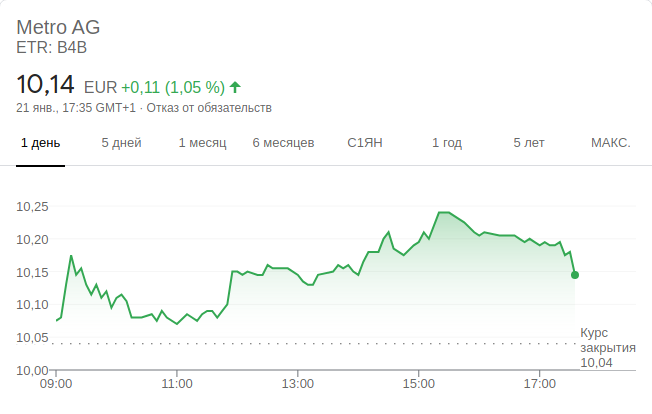 Metro AG
ETR: B4B
10,14 EUR +0,11 (1,05 %)
21 янв., 17:35 GMT+1 · Отказ от обязательств
1 день 5 дней 1 месяц 6 месяцев С1ЯН 1 год 5 лет МАКС.
10,25
10,20
10,15
10,10
10,05
10,00
Курс
закрытия
10,04
09:00 11:00 13:00 15:00 17:00